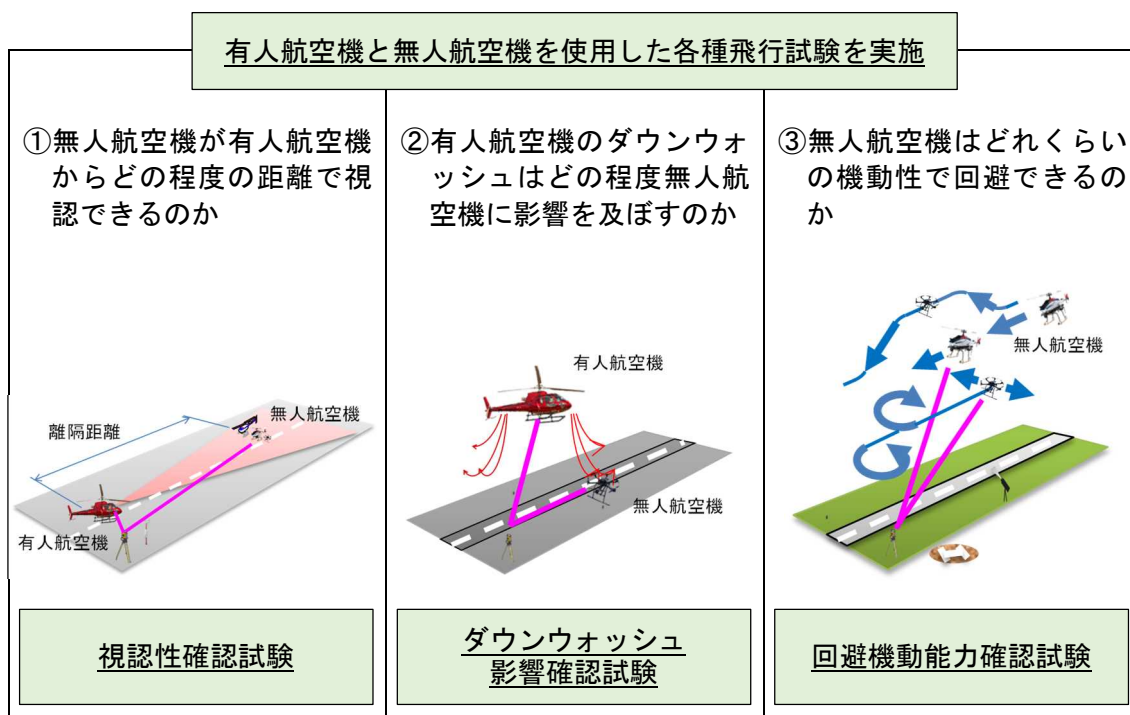 有人航空機と無人航空機を使用した各種飛行試験を実施
①無人航空機が有人航空機
からどの程度の距離で視
認できるのか
離隔距離
無人航空機
有人航空機
視認性確認試験
②有人航空機のダウンウォ
ッシュはどの程度無人航
空機に影響を及ぼすのか
有人航空機
無人航空機
ダウンウォッシュ
影響確認試験
③無人航空機はどれくらい
の機動性で回避できるの
か
無人航空機
回避機動能力確認試験